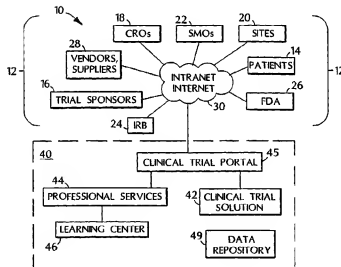 10
18
CROs
22
SMOs
20
SITES
28
VENDORS,
SUPPLIERS
14
PATIENTS
12
12
INTRANET
INTERNET
16
TRIAL SPONSORS
30
26
FDA
24
IRB
40
45
CLINICAL TRIAL PORTAL
44
PROFESSIONAL SERVICES
42
CLINICAL TRIAL
SOLUTION
46
LEARNING CENTER
49
DATA
REPOSITORY